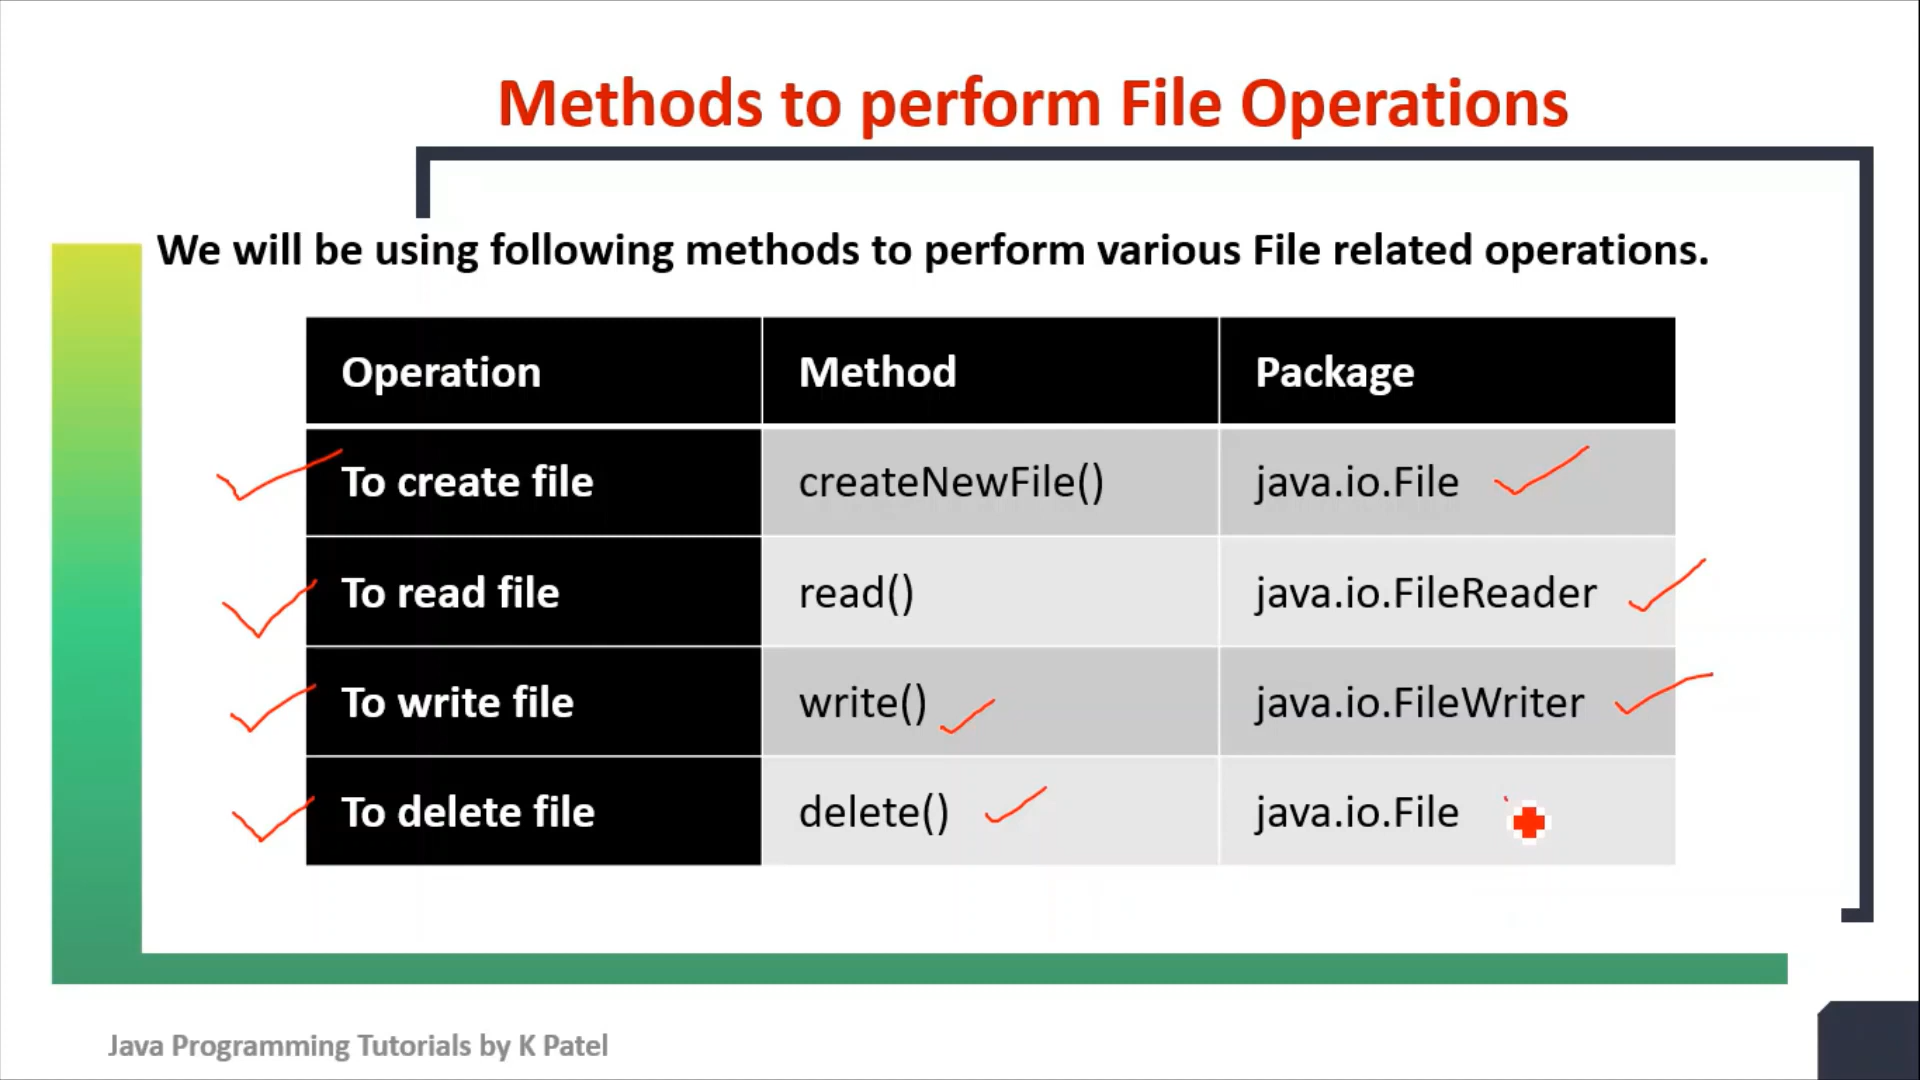 Methods to perform File Operations
We will be using following methods to perform various File related operations.
Operation Method Package
To create file createNewFile() java.io.File
To read file read() java.io.FileReader
To write file write() java.io.FileWriter
To delete file delete() java.io.File
Java Programming Tutorials by K Patel